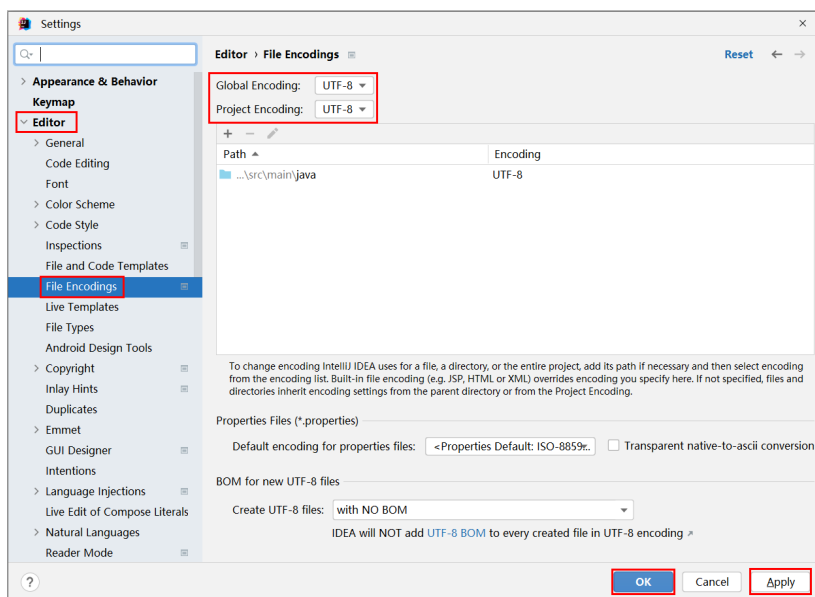 Settings
Editor › File Encodings
Reset
Appearance & Behavior
Keymap
Editor
General
Code Editing
Font
Color Scheme
Code Style
Inspections
File and Code Templates
File Encodings
Live Templates
File Types
Android Design Tools
Copyright
Inlay Hints
Duplicates
Emmet
GUI Designer
Intentions
Language Injections
Live Edit of Compose Literals
Natural Languages
Reader Mode
Global Encoding: UTF-8
Project Encoding: UTF-8
Path Encoding
...\src\main\java UTF-8
To change encoding IntelliJ IDEA uses for a file, a directory, or the entire project, add its path if necessary and then select encoding
from the encoding list. Built-in file encoding (e.g. JSP, HTML or XML) overrides encoding you specify here. If not specified, files and
directories inherit encoding settings from the parent directory or from the Project Encoding.
Properties Files (*.properties)
Default encoding for properties files: <Properties Default: ISO-8859-.. Transparent native-to-ascii conversion
BOM for new UTF-8 files
Create UTF-8 files: with NO BOM
IDEA will NOT add UTF-8 BOM to every created file in UTF-8 encoding ↗
? OK Cancel Apply